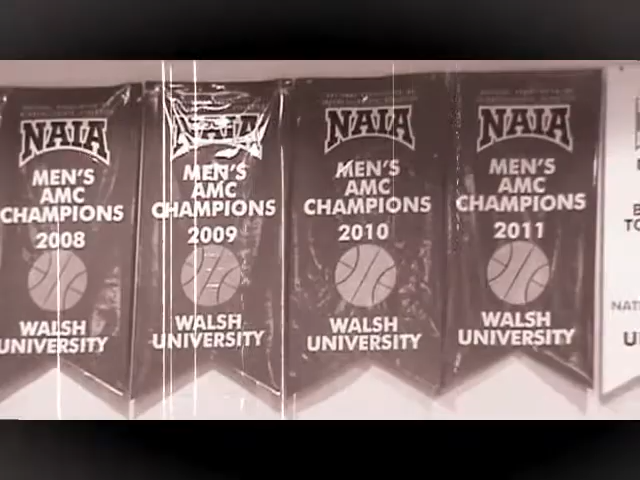 NAIA
MEN'S
AMC
CHAMPIONS
2008
WALSH
UNIVERSITY
NAIA
MEN'S
AMC
CHAMPIONS
2009
WALSH
UNIVERSITY
NAIA
MEN'S
AMC
CHAMPIONS
2010
WALSH
UNIVERSITY
NAIA
MEN'S
AMC
CHAMPIONS
2011
WALSH
UNIVERSITY